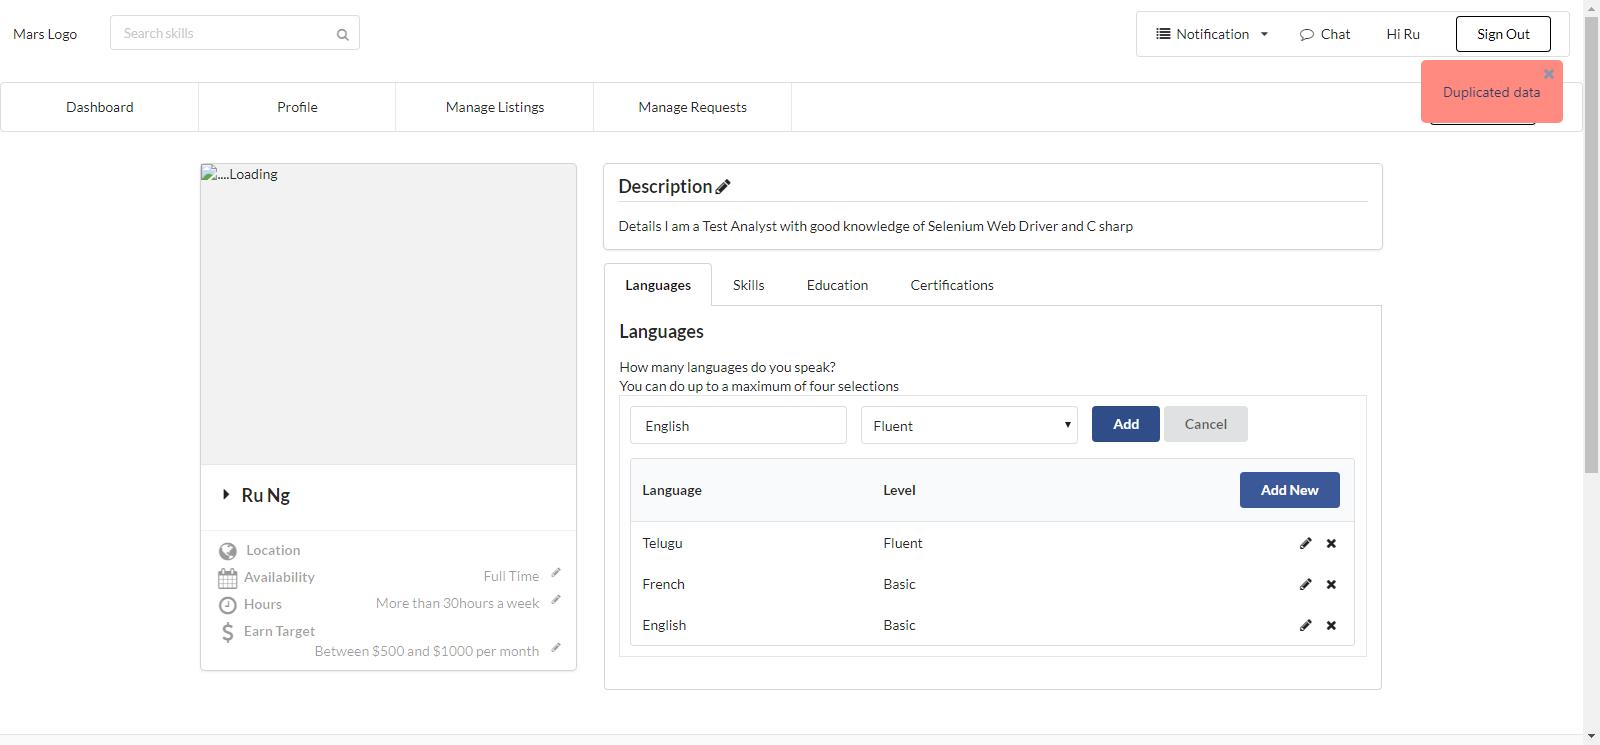 Mars Logo
Search skills
Notification
Chat
Hi Ru
Sign Out
Duplicated data
Dashboard
Profile
Manage Listings
Manage Requests
....Loading
Description
Details I am a Test Analyst with good knowledge of Selenium Web Driver and C sharp
Languages
Skills
Education
Certifications
Languages
How many languages do you speak?
You can do up to a maximum of four selections
English
Fluent
Add
Cancel
Language
Level
Add New
Telugu
Fluent
French
Basic
English
Basic
Ru Ng
Location
Availability
Full Time
Hours
More than 30hours a week
Earn Target
Between $500 and $1000 per month